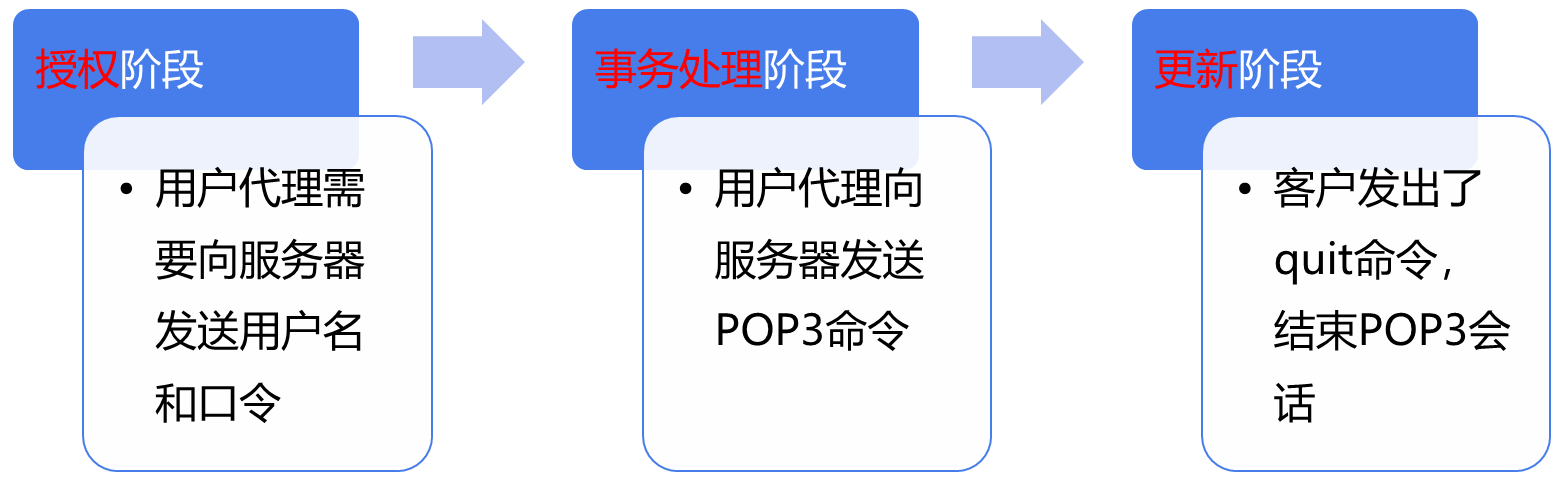 授权阶段
• 用户代理需
要向服务器
发送用户名
和口令
事务处理阶段
• 用户代理向
服务器发送
POP3命令
更新阶段
• 客户发出了
quit命令，
结束POP3会
话